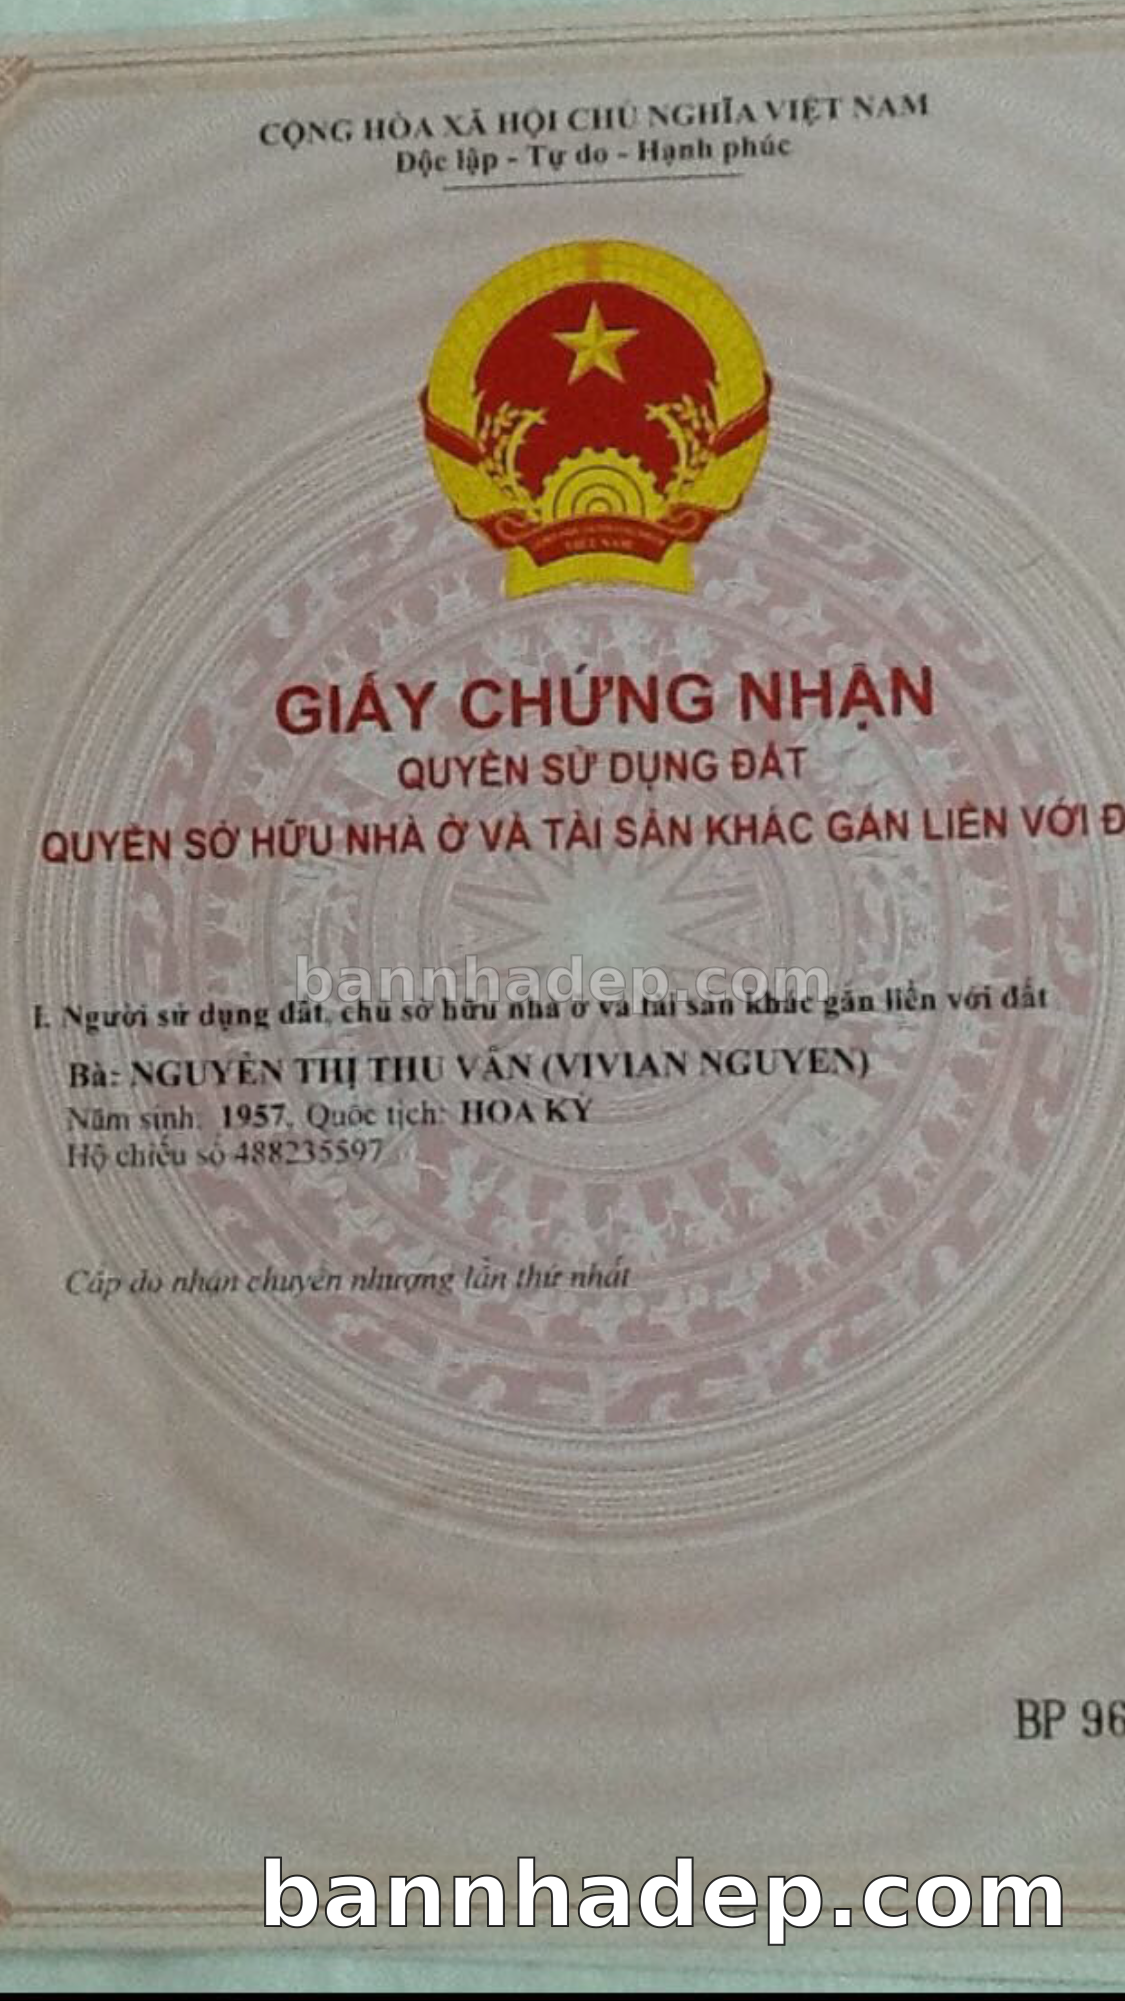 CỘNG HÒA XÃ HỘI CHỦ NGHĨA VIỆT NAM
Độc lập - Tự do - Hạnh phúc
VIỆT NAM
GIẤY CHỨNG NHẬN
QUYỀN SỬ DỤNG ĐẤT
QUYỀN SỞ HỮU NHÀ Ở VÀ TÀI SẢN KHÁC GẮN LIỀN VỚI Đ
bannhadep.com
I. Người sử dụng đất, chủ sở hữu nhà ở và tài sản khác gắn liền với đất
Bà: NGUYỄN THỊ THU VÂN (VIVIAN NGUYEN)
Năm sinh: 1957, Quốc tịch: HOA KỲ
Hộ chiếu số 488235597
Cấp do nhận chuyển nhượng lần thứ nhất
BP 96
bannhadep.com